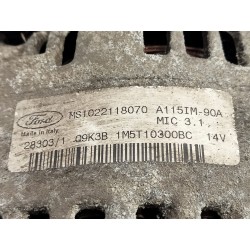 Ford
MS1022118070 A115IM-90A
Made in Italy
MIC 3.1
28303/1 09K3B 1M5T10300BC 14V